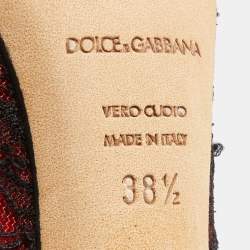 DOLCE & GABBANA
VERO CUOIO
MADE IN ITALY
38½